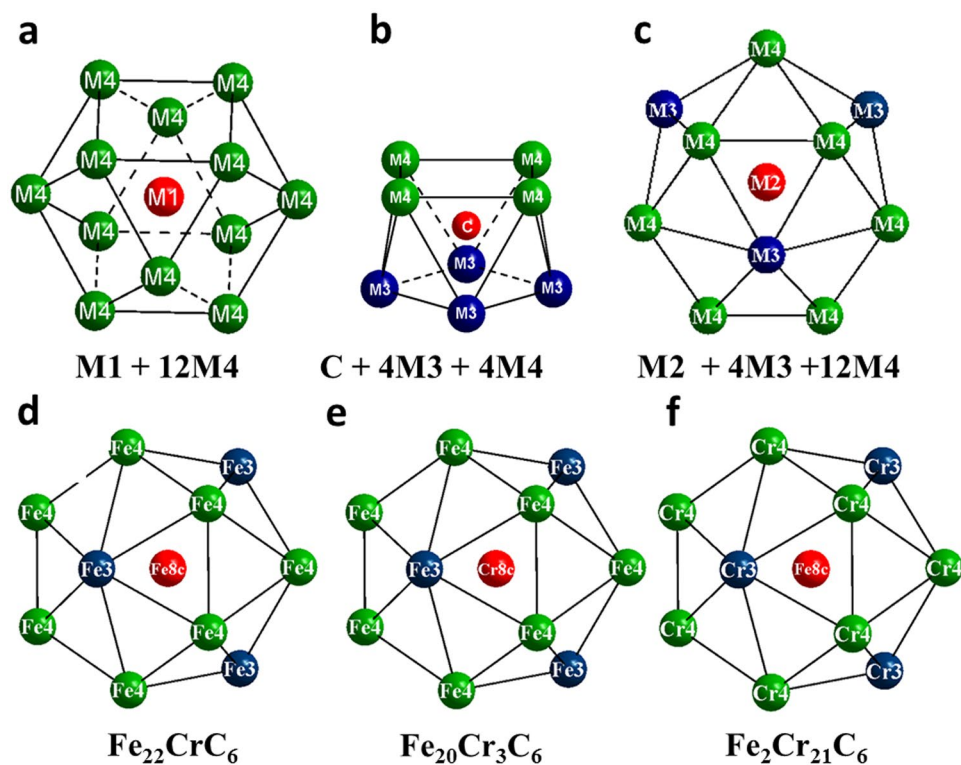 a
b
c
M4 M4
M4
M4 M4
M1
M4 M4
M4 M4
M4
M4 M4
M4 M4
M4 M4
C
M3
M3 M3
M3
M4
M3 M3
M4 M4
M2
M4 M4
M3
M4 M4
M1 + 12M4
C + 4M3 + 4M4
M2 + 4M3 +12M4
d
e
f
Fe4
Fe3
Fe4 Fe4
Fe3 Fe8c Fe4
Fe4 Fe4
Fe3
Fe4
Fe4
Fe3
Fe4 Fe4
Fe3 Cr8c Fe4
Fe4 Fe4
Fe3
Fe4
Cr4
Cr3
Cr4 Cr4
Cr3 Fe8c Cr4
Cr4 Cr4
Cr3
Cr4
Fe₂₂CrC₆
Fe₂₀Cr₃C₆
Fe₂Cr₂₁C₆